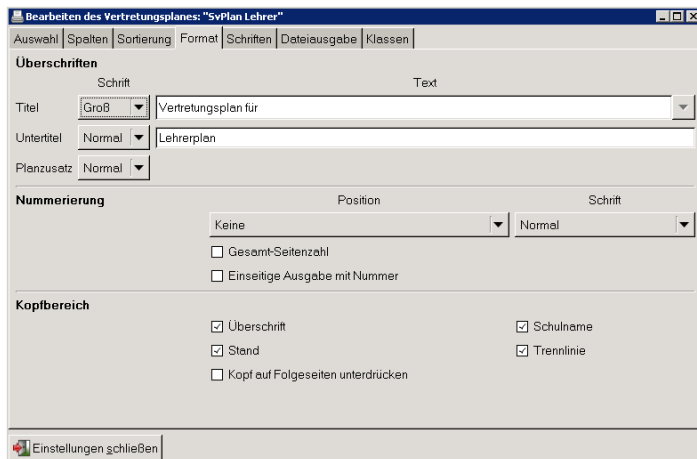 Bearbeiten des Vertretungsplanes: "SvPlan Lehrer"
Auswahl Spalten Sortierung Format Schriften Dateiausgabe Klassen
Überschriften
Schrift Text
Titel Groß Vertretungsplan für
Untertitel Normal Lehrerplan
Planzusatz Normal
Nummerierung Position Schrift
Keine Normal
Gesamt-Seitenzahl
Einseitige Ausgabe mit Nummer
Kopfbereich
Überschrift Schulname
Stand Trennlinie
Kopf auf Folgeseiten unterdrücken
Einstellungen schließen